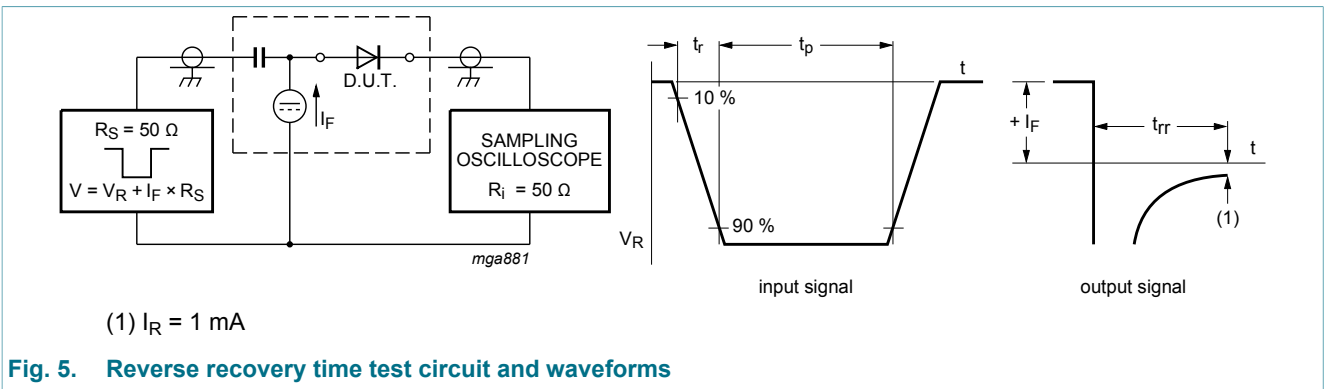 D.U.T.
I_F
R_S = 50 Ω
V = V_R + I_F × R_S
SAMPLING
OSCILLOSCOPE
R_i = 50 Ω
mga881
t_r
t_p
t
10 %
90 %
V_R
input signal
+ I_F
t_rr
t
(1)
output signal
(1) I_R = 1 mA
Fig. 5. Reverse recovery time test circuit and waveforms